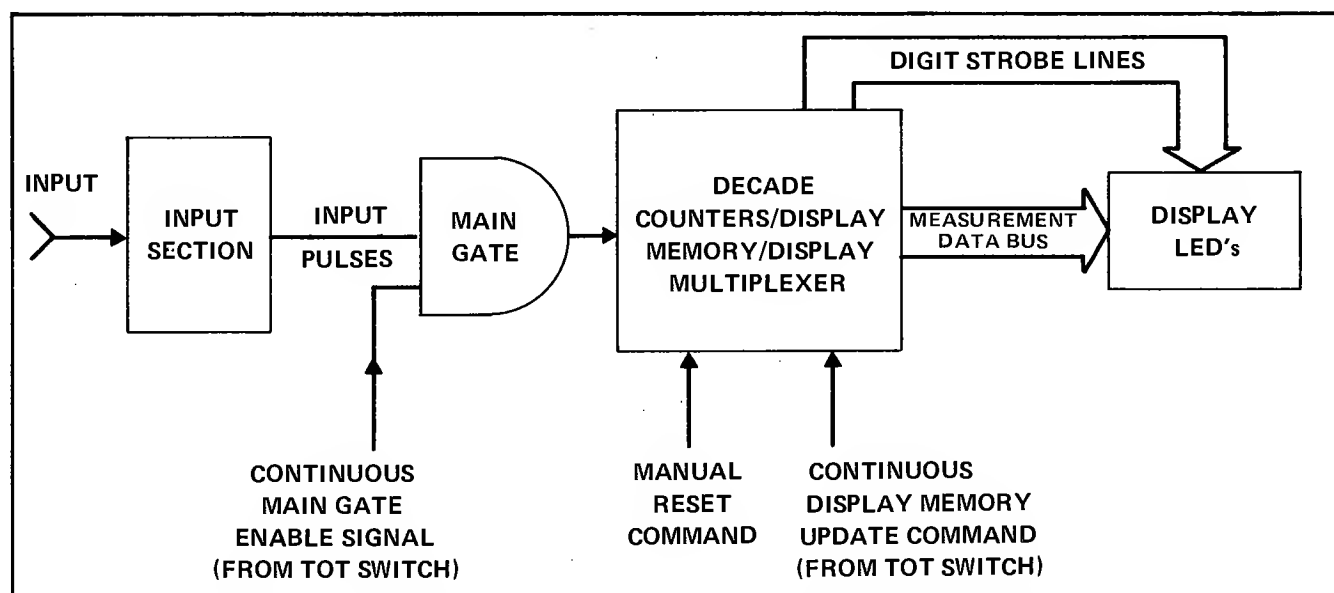 DIGIT STROBE LINES
INPUT
INPUT
SECTION
INPUT
PULSES
MAIN
GATE
DECADE
COUNTERS/DISPLAY
MEMORY/DISPLAY
MULTIPLEXER
MEASUREMENT
DATA BUS
DISPLAY
LED's
CONTINUOUS
MAIN GATE
ENABLE SIGNAL
(FROM TOT SWITCH)
MANUAL
RESET
COMMAND
CONTINUOUS
DISPLAY MEMORY
UPDATE COMMAND
(FROM TOT SWITCH)